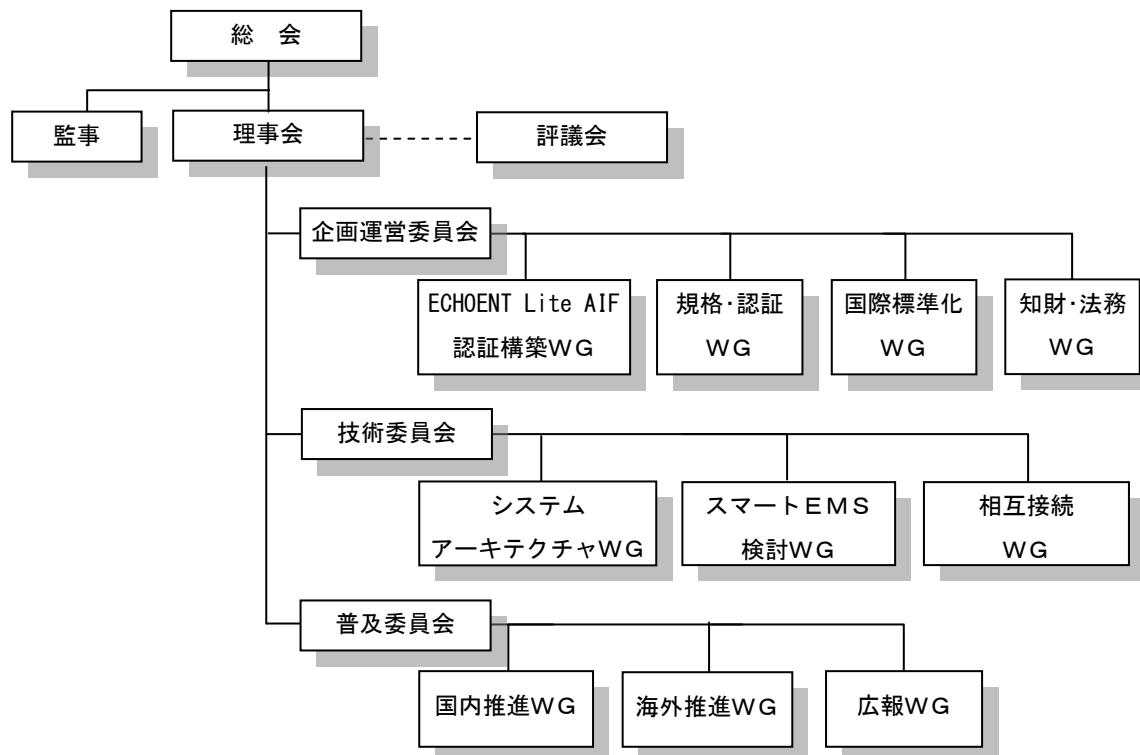 総　会
監事
理事会
評議会
企画運営委員会
ECHOENT Lite AIF
認証構築ＷＧ
規格･認証
ＷＧ
国際標準化
ＷＧ
知財･法務
ＷＧ
技術委員会
システム
アーキテクチャＷＧ
スマートＥＭＳ
検討ＷＧ
相互接続
ＷＧ
普及委員会
国内推進ＷＧ
海外推進ＷＧ
広報ＷＧ